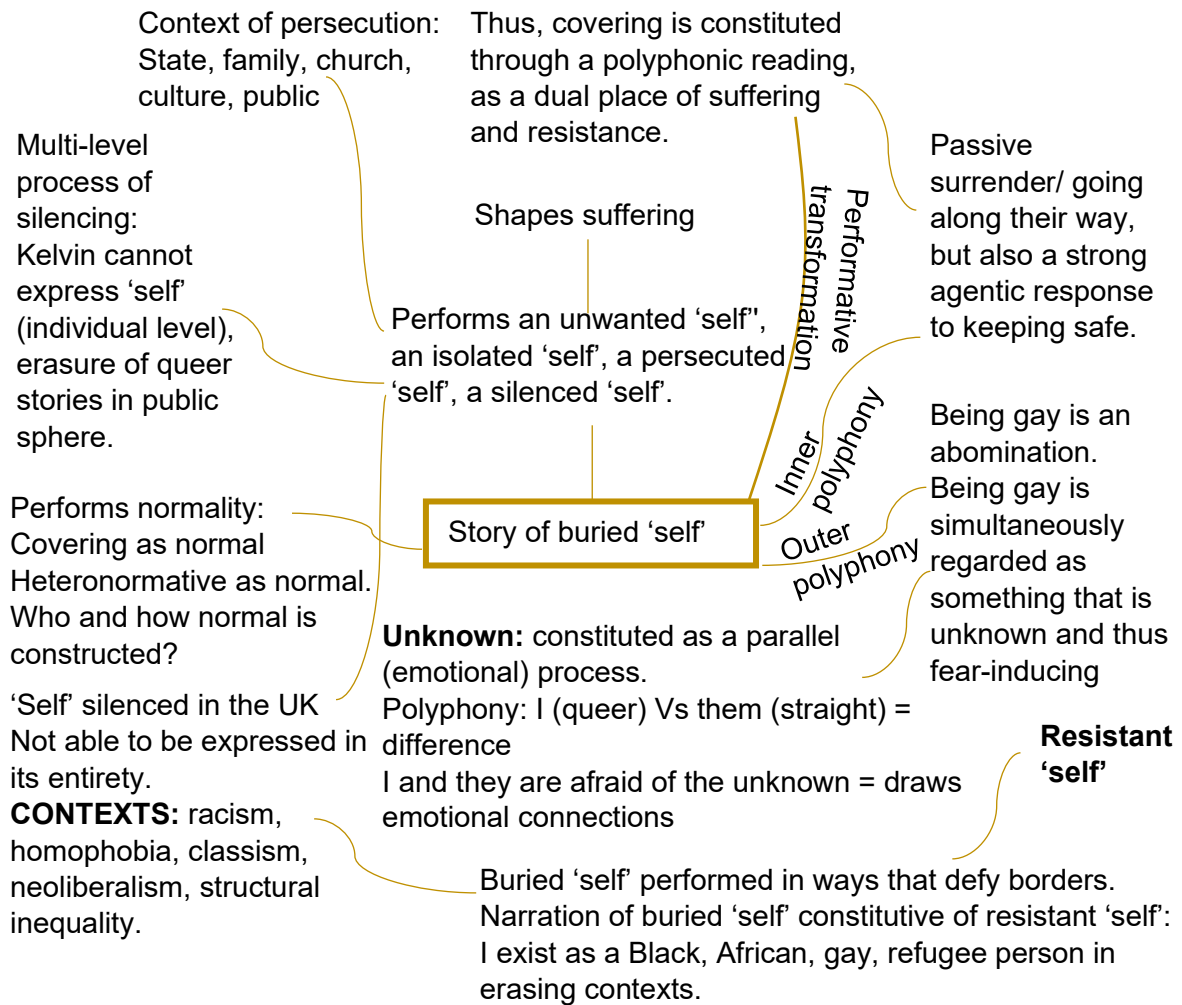 Context of persecution:
State, family, church,
culture, public
Thus, covering is constituted
through a polyphonic reading,
as a dual place of suffering
and resistance.
Multi-level
process of
silencing:
Kelvin cannot
express ‘self’
(individual level),
erasure of queer
stories in public
sphere.
Shapes suffering
Performative
transformation
Passive
surrender/ going
along their way,
but also a strong
agentic response
to keeping safe.
Performs an unwanted ‘self",
an isolated ‘self’, a persecuted
‘self’, a silenced ‘self’.
Inner
polyphony
Being gay is an
abomination.
Being gay is
simultaneously
regarded as
something that is
unknown and thus
fear-inducing
Performs normality:
Covering as normal
Heteronormative as normal.
Who and how normal is
constructed?
Story of buried ‘self’
Outer
polyphony
Unknown: constituted as a parallel
(emotional) process.
Polyphony: I (queer) Vs them (straight) =
difference
I and they are afraid of the unknown = draws
emotional connections
‘Self’ silenced in the UK
Not able to be expressed in
its entirety.
CONTEXTS: racism,
homophobia, classism,
neoliberalism, structural
inequality.
Resistant
‘self’
Buried ‘self’ performed in ways that defy borders.
Narration of buried ‘self’ constitutive of resistant ‘self’:
I exist as a Black, African, gay, refugee person in
erasing contexts.